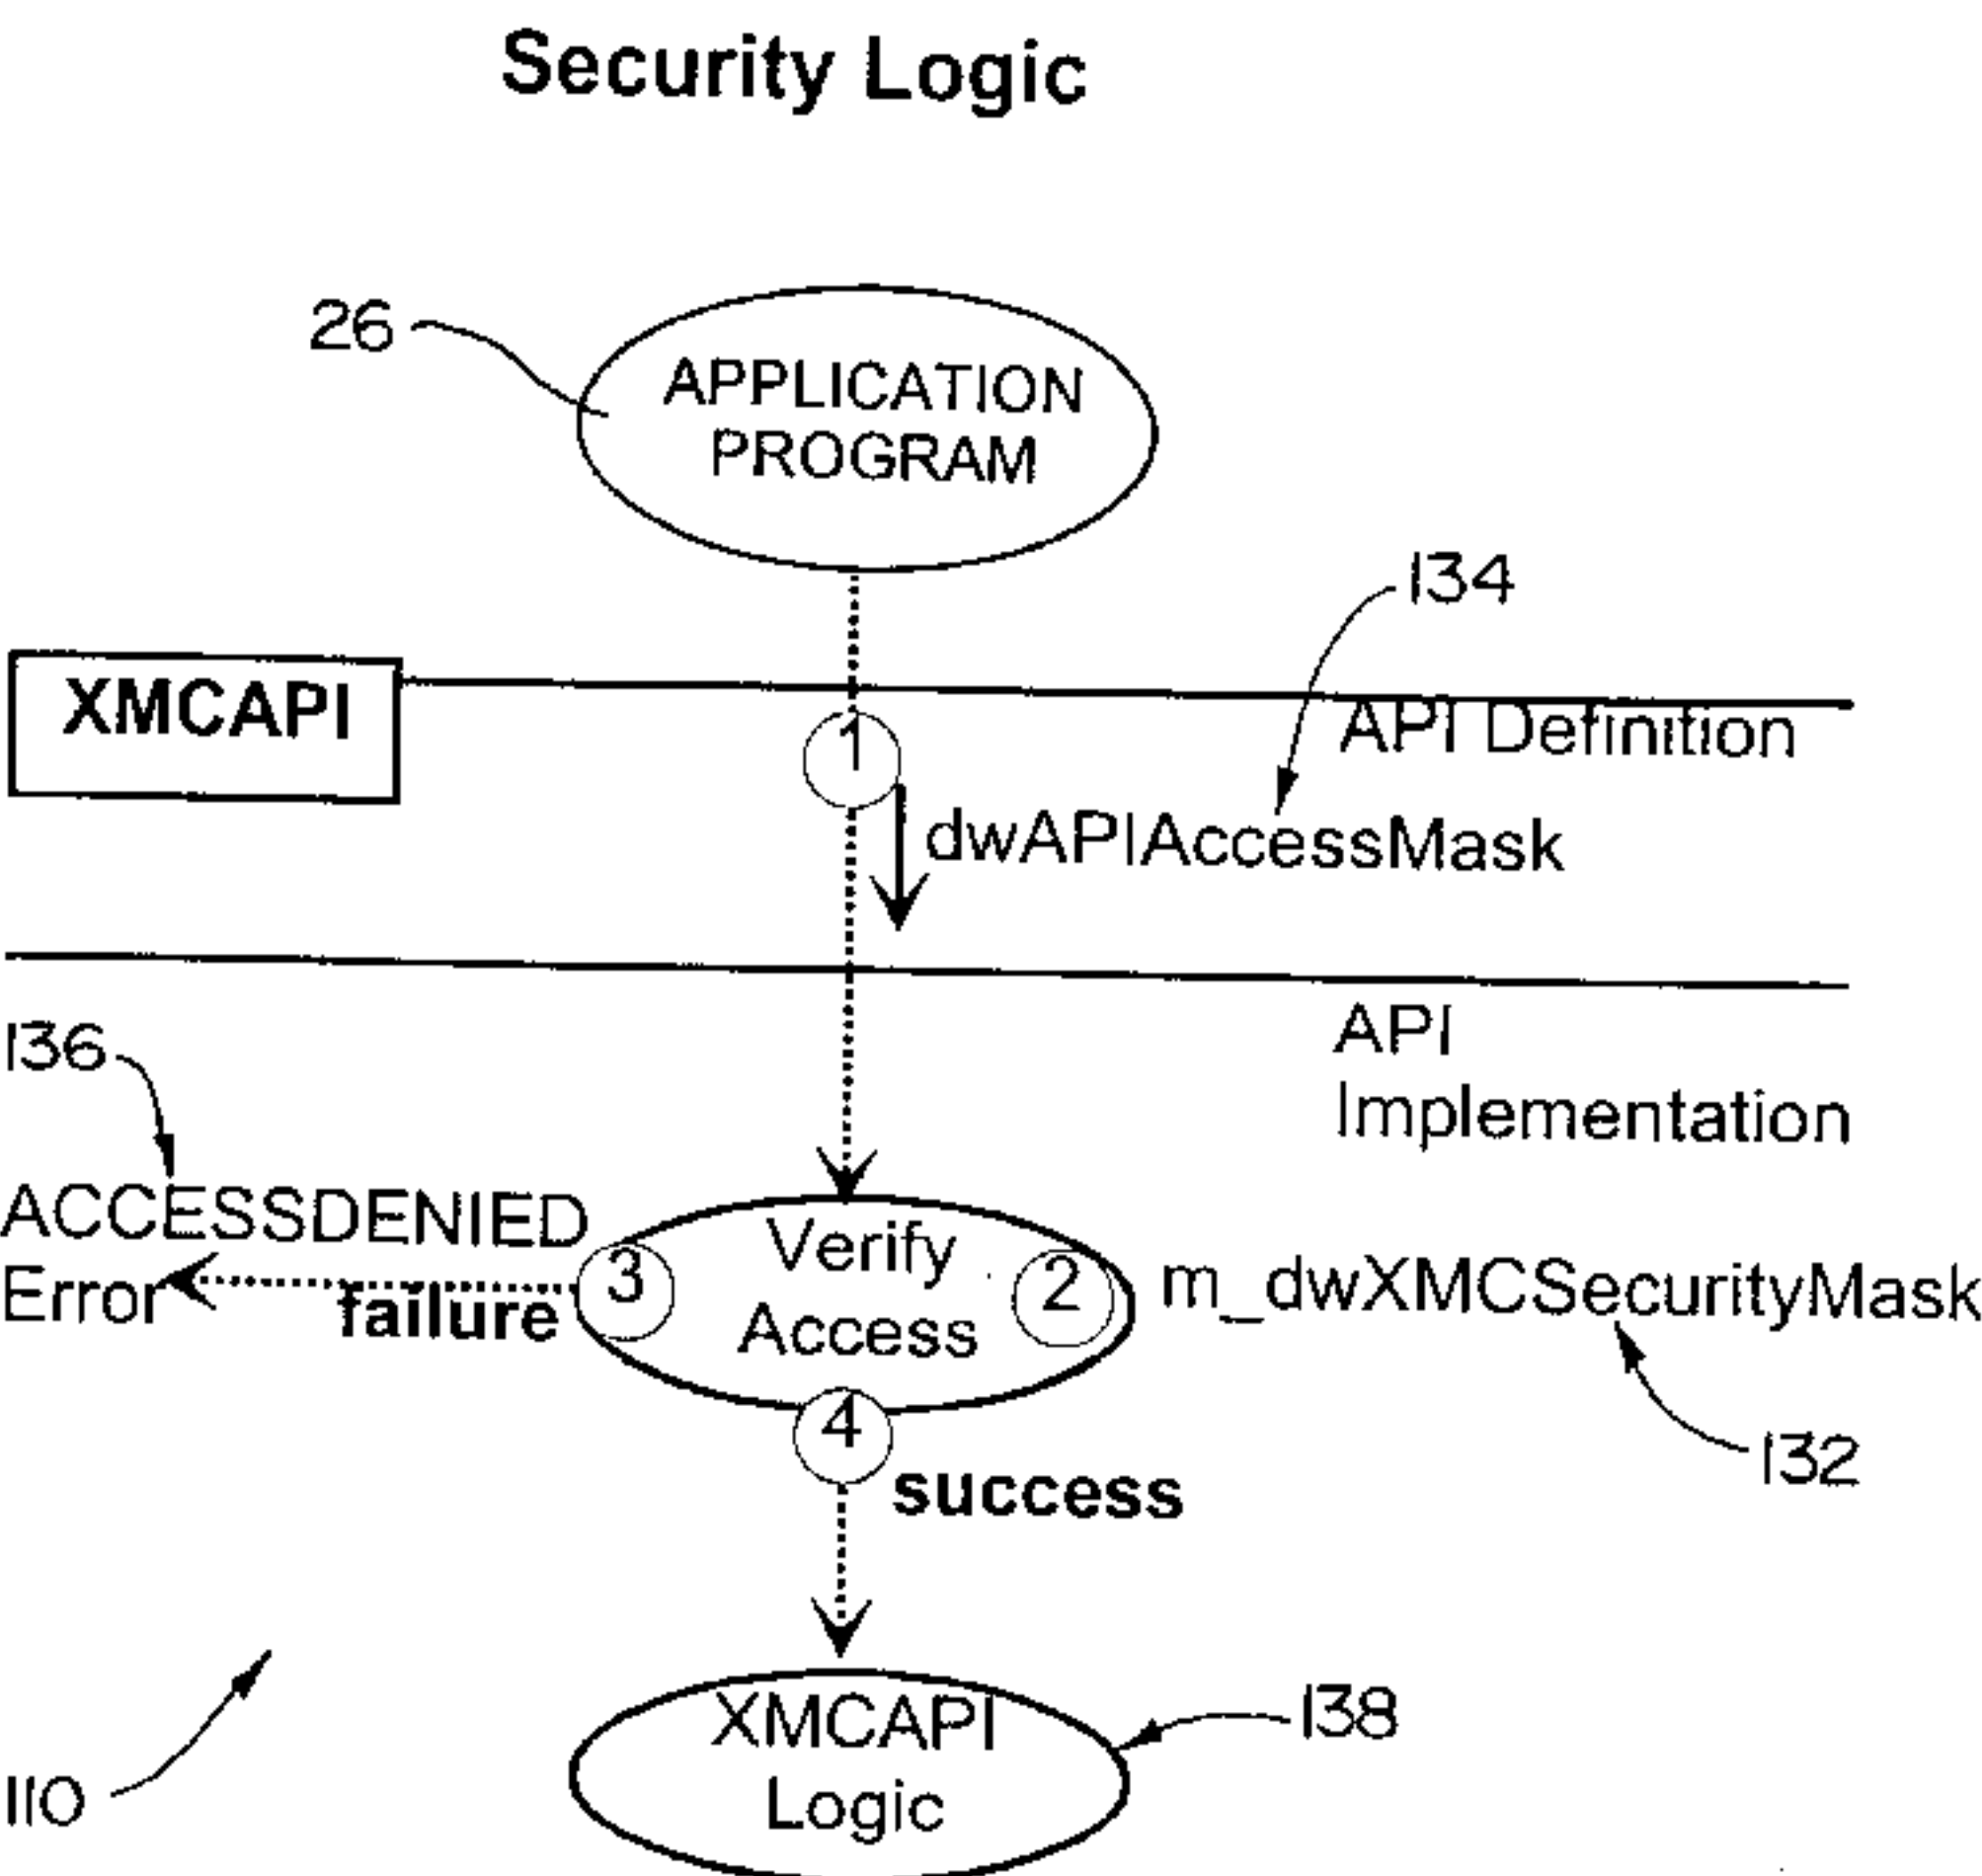 Security Logic
26
APPLICATION
PROGRAM
134
XMCAPI
1
API Definition
dwAPIAccessMask
136
API
Implementation
ACCESSDENIED
Error
failure
3
Verify
Access
2
m_dwXMCSecurityMask
4
success
132
XMCAPI
Logic
138
110